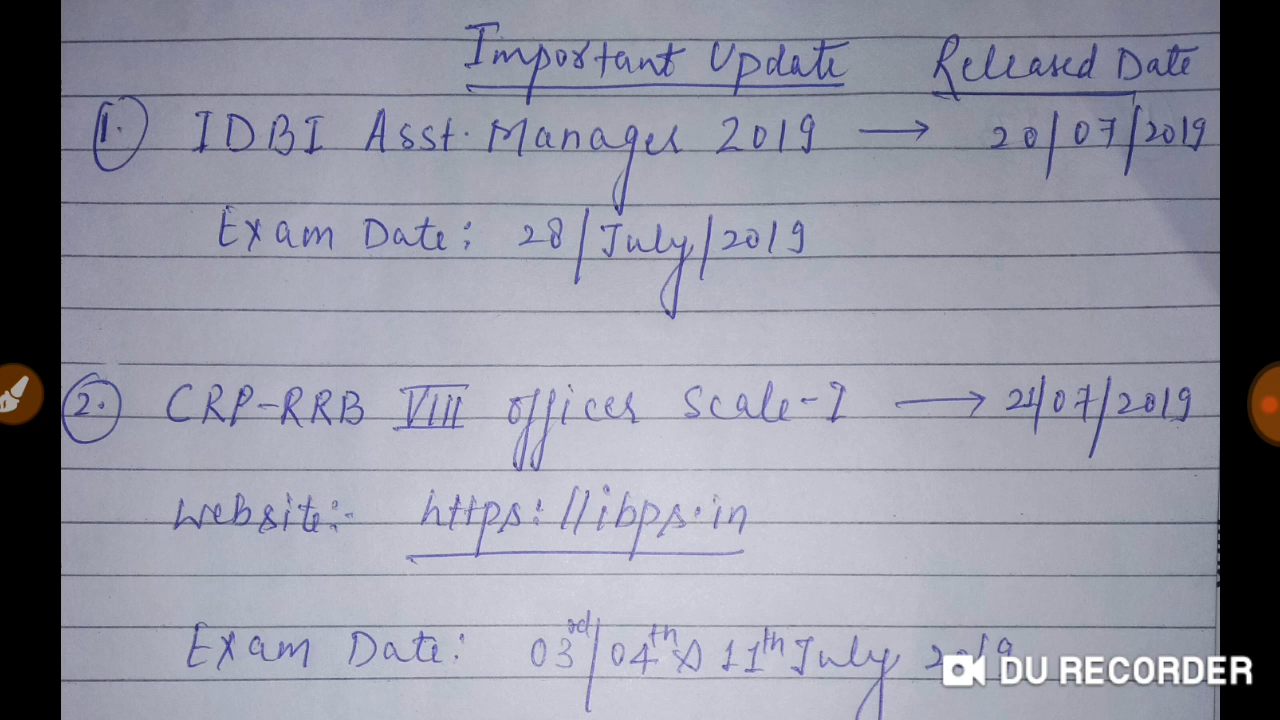 Important Update Released Date
1. IDBI Asst. Manager 2019 → 20/07/2019
Exam Date: 28/July/2019
2. CRP-RRB VIII officer Scale-I → 21/07/2019
Website:- https://ibps.in
Exam Date: 03rd/04th & 11th July 2019
DU RECORDER